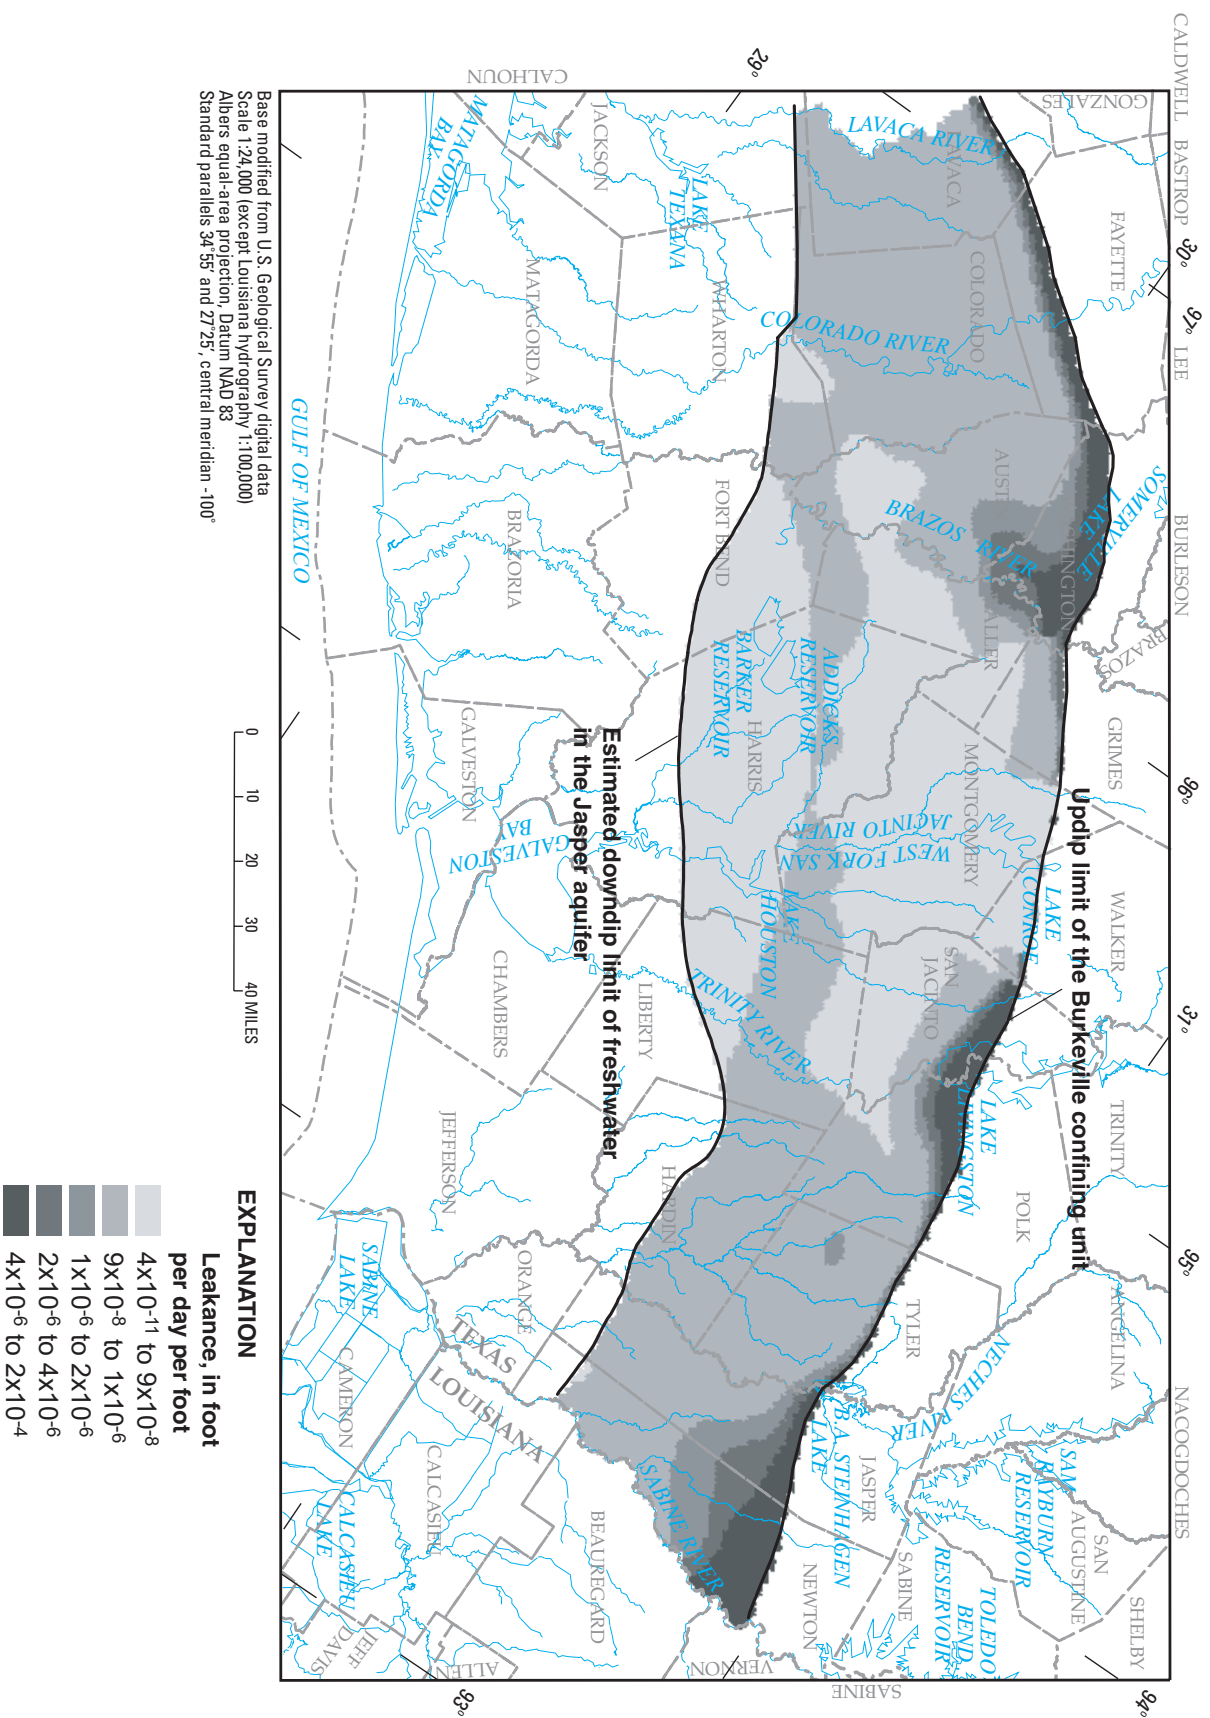 CALDWELL
BASTROP
30°
97°
LEE
BURLESON
BRAZOS
GRIMES
96°
WALKER
31°
TRINITY
95°
ANGELINA
NACOGDOCHES
94°
GONZALES
FAYETTE
SOMERVILLE
LAKE
LAVACA RIVER
LAVACA
COLORADO
COLORADO RIVER
AUST
BRAZOS RIVER
HINGTON
ALLER
MONTGOMERY
WEST FORK SAN
JACINTO RIVER
LAKE
CONROE
SAN
JACINTO
Updip limit of the Burkeville confining unit
LAKE
LIVINGSTON
POLK
TYLER
NECHES RIVER
SAM
RAYBURN
RESERVOIR
SAN
AUGUSTINE
SHELBY
B.A. STEINHAGEN
LAKE
JASPER
SABINE
TOLEDO
BEND
RESERVOIR
NEWTON
SABINE
VERNON
29°
CALHOUN
JACKSON
LAKE
TEXANA
MATAGORDA
BAY
MATAGORDA
WHARTON
FORT BEND
BRAZORIA
ADDICKS
RESERVOIR
BARKER
RESERVOIR
HARRIS
LAKE
HOUSTON
TRINITY RIVER
Estimated downdip limit of freshwater
in the Jasper aquifer
GALVESTON
GALVESTON
BAY
CHAMBERS
LIBERTY
HARDIN
JEFFERSON
ORANGE
TEXAS
LOUISIANA
SABINE RIVER
BEAUREGARD
SABINE
LAKE
CAMERON
CALCASIEU
CALCASIEU
LAKE
JEFF
DAVIS
ALLEN
93°
GULF OF MEXICO
Base modified from U.S. Geological Survey digital data
Scale 1:24,000 (except Louisiana hydrography 1:100,000)
Albers equal-area projection, Datum NAD 83
Standard parallels 34°55' and 27°25', central meridian -100°
0 10 20 30 40 MILES
EXPLANATION
Leakance, in foot
per day per foot
4x10⁻¹¹ to 9x10⁻⁸
9x10⁻⁸ to 1x10⁻⁶
1x10⁻⁶ to 2x10⁻⁶
2x10⁻⁶ to 4x10⁻⁶
4x10⁻⁶ to 2x10⁻⁴